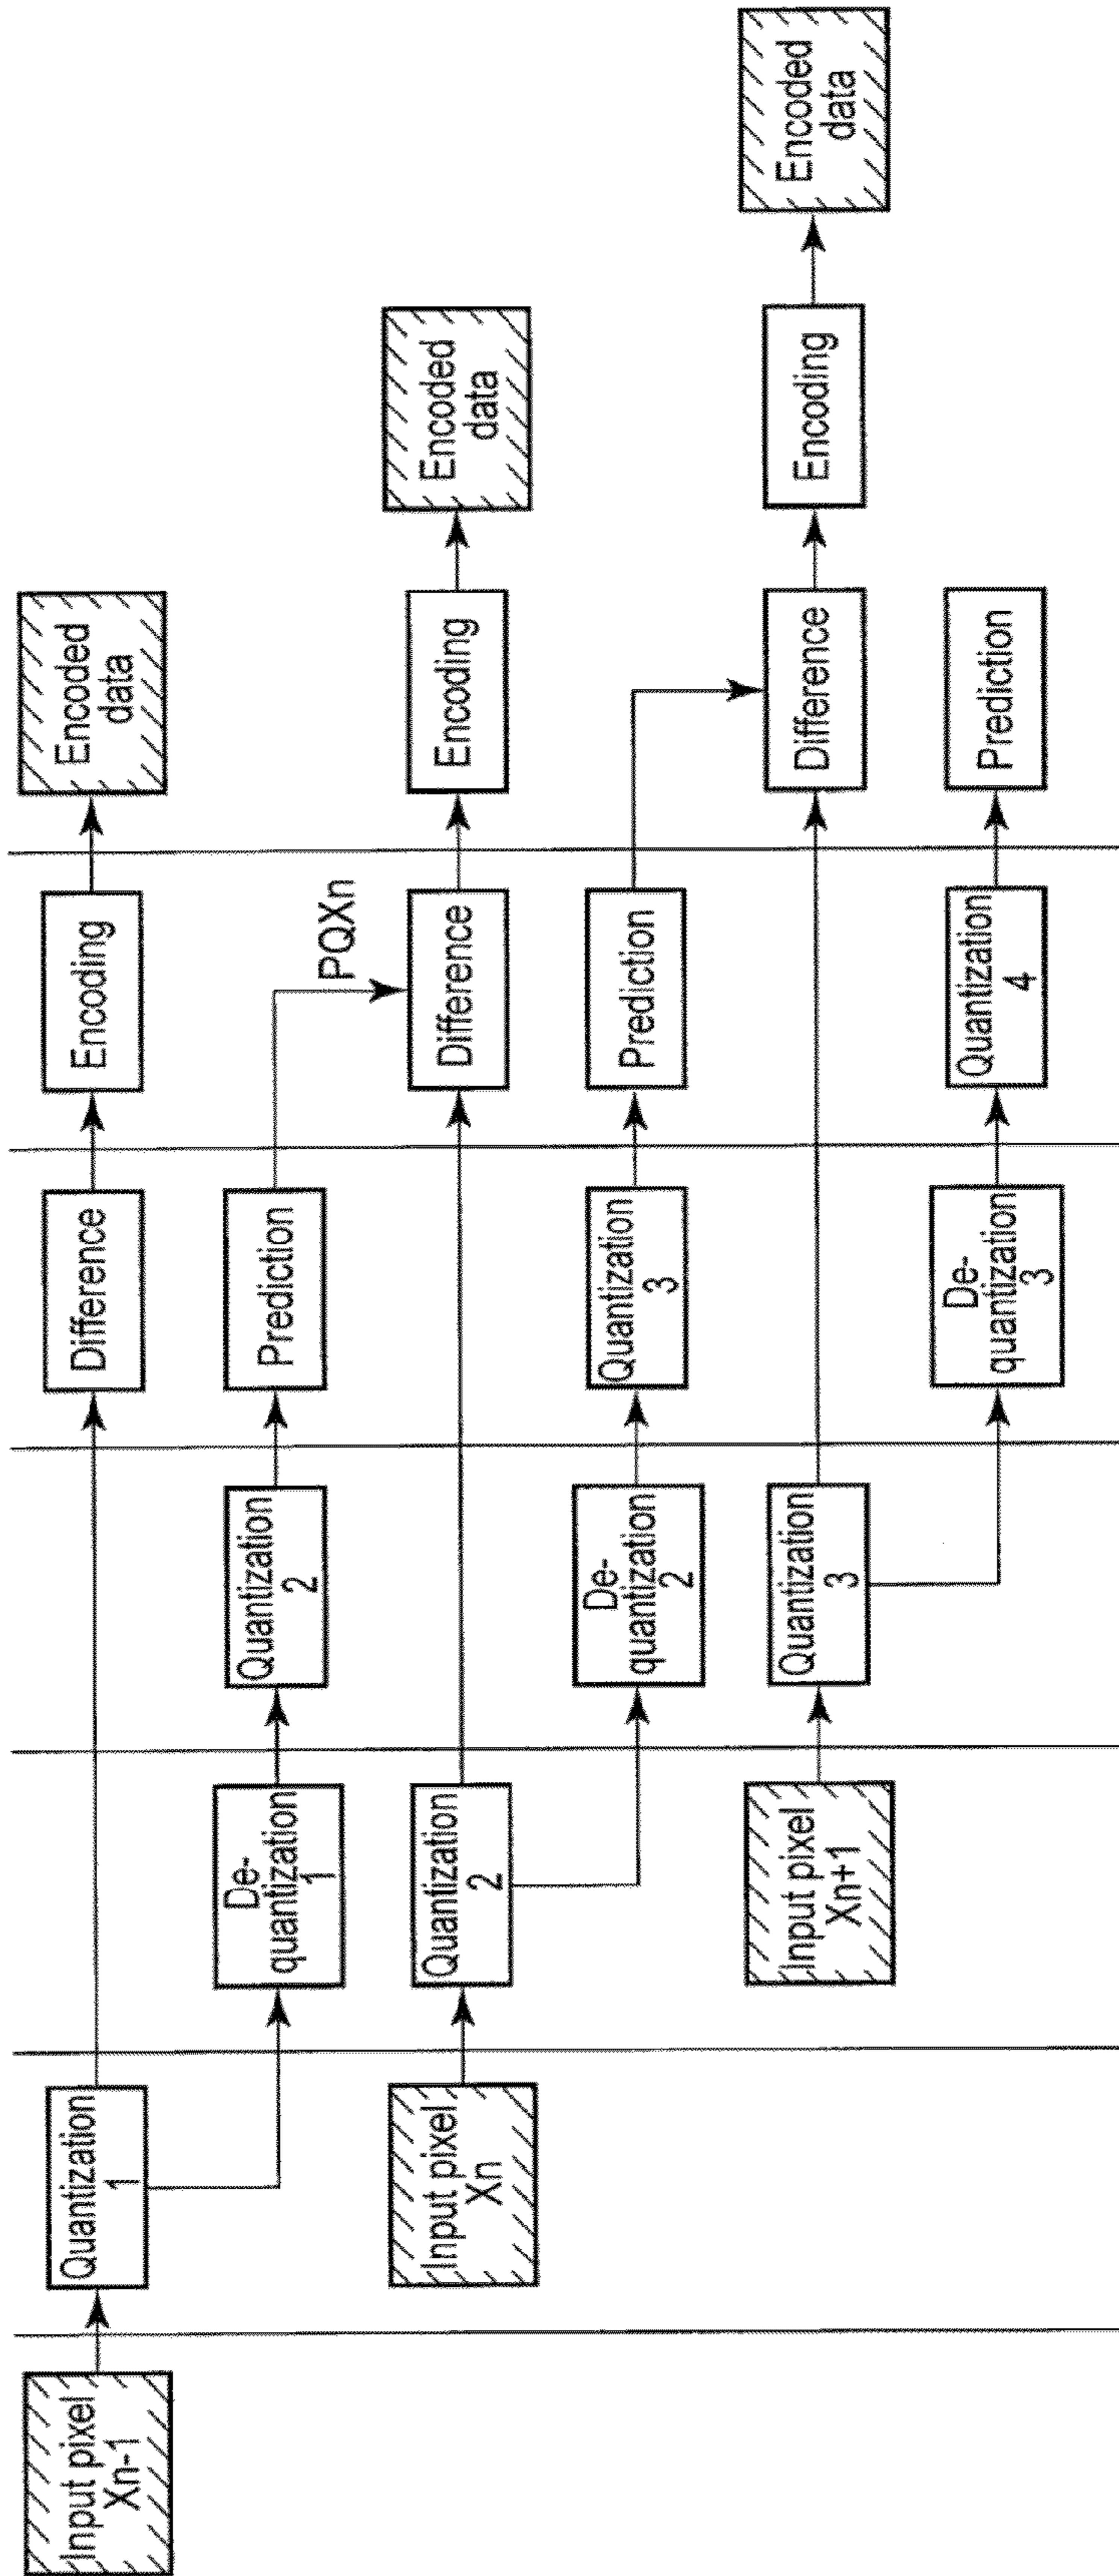 Input pixel
Xn-1
Quantization
1
Difference
Encoding
Encoded
data
De-
quantization
1
Quantization
2
Prediction
PQXn
Input pixel
Xn
Quantization
2
Difference
Encoding
Encoded
data
De-
quantization
2
Quantization
3
Prediction
Input pixel
Xn+1
Quantization
3
Difference
Encoding
Encoded
data
De-
quantization
3
Quantization
4
Prediction